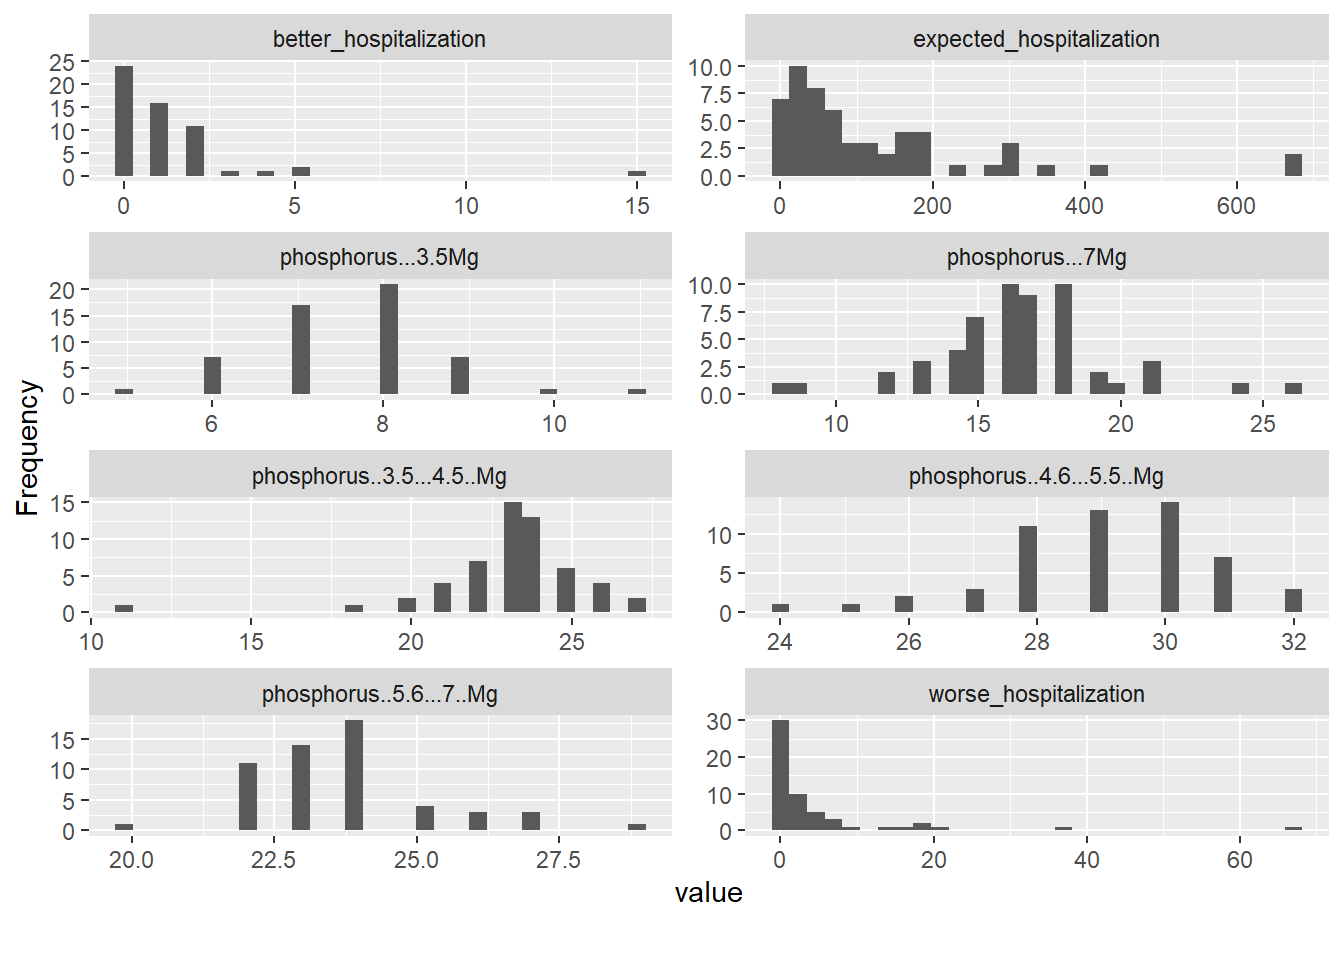 better_hospitalization
expected_hospitalization
25
20
15
10
5
0
10.0
7.5
5.0
2.5
0.0
0 5 10 15
0 200 400 600
phosphorus...3.5Mg
phosphorus...7Mg
20
15
10
5
0
10.0
7.5
5.0
2.5
0.0
6 8 10
10 15 20 25
phosphorus..3.5...4.5..Mg
phosphorus..4.6...5.5..Mg
15
10
5
0
10
5
0
10 15 20 25
24 26 28 30 32
phosphorus..5.6...7..Mg
worse_hospitalization
15
10
5
0
30
20
10
0
20.0 22.5 25.0 27.5
0 20 40 60
Frequency
value